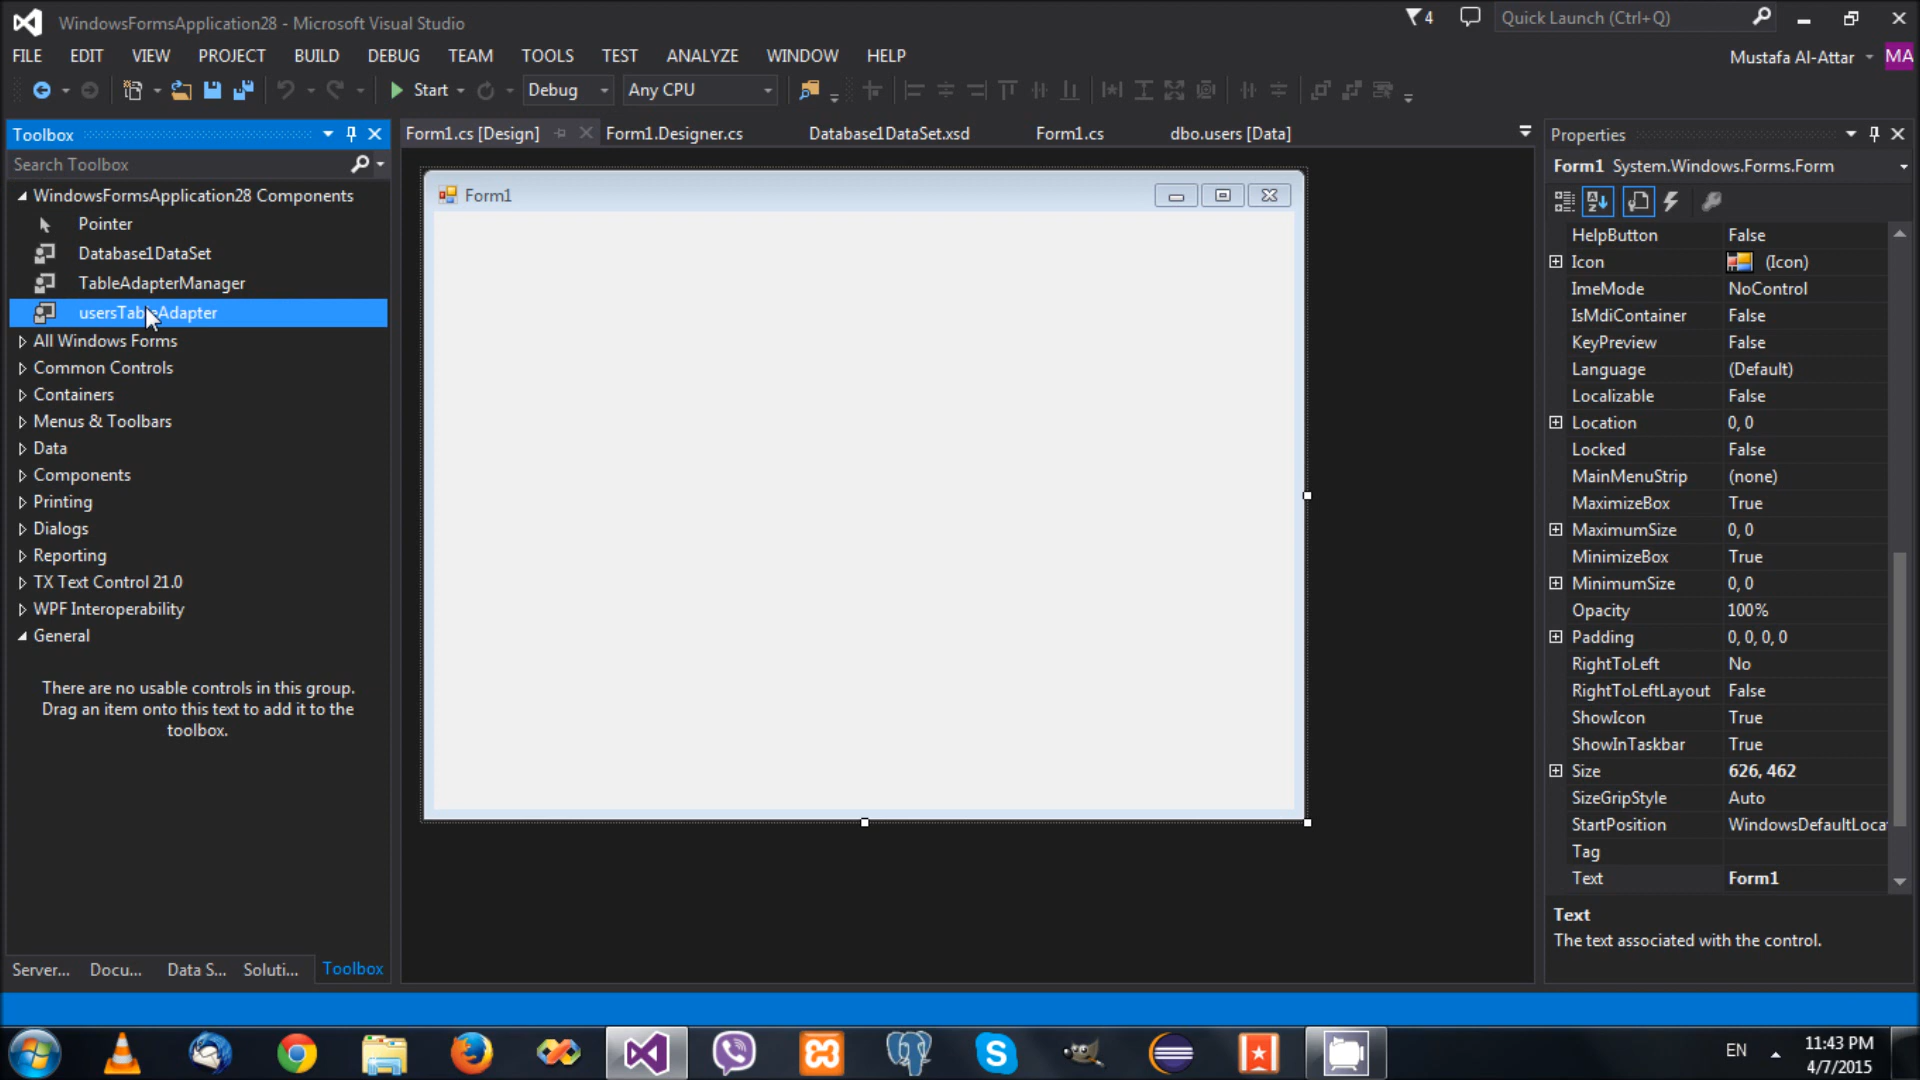 WindowsFormsApplication28 - Microsoft Visual Studio
4
Quick Launch (Ctrl+Q)
FILE EDIT VIEW PROJECT BUILD DEBUG TEAM TOOLS TEST ANALYZE WINDOW HELP
Mustafa Al-Attar
MA
Start
Debug
Any CPU
Toolbox
Search Toolbox
WindowsFormsApplication28 Components
Pointer
Database1DataSet
TableAdapterManager
usersTableAdapter
All Windows Forms
Common Controls
Containers
Menus & Toolbars
Data
Components
Printing
Dialogs
Reporting
TX Text Control 21.0
WPF Interoperability
General
There are no usable controls in this group.
Drag an item onto this text to add it to the
toolbox.
Server... Docu... Data S... Soluti... Toolbox
Form1.cs [Design] Form1.Designer.cs Database1DataSet.xsd Form1.cs dbo.users [Data]
Form1
Properties
Form1 System.Windows.Forms.Form
HelpButton False
Icon (Icon)
ImeMode NoControl
IsMdiContainer False
KeyPreview False
Language (Default)
Localizable False
Location 0, 0
Locked False
MainMenuStrip (none)
MaximizeBox True
MaximumSize 0, 0
MinimizeBox True
MinimumSize 0, 0
Opacity 100%
Padding 0, 0, 0, 0
RightToLeft No
RightToLeftLayout False
ShowIcon True
ShowInTaskbar True
Size 626, 462
SizeGripStyle Auto
StartPosition WindowsDefaultLoca
Tag
Text Form1
Text
The text associated with the control.
EN
11:43 PM
4/7/2015